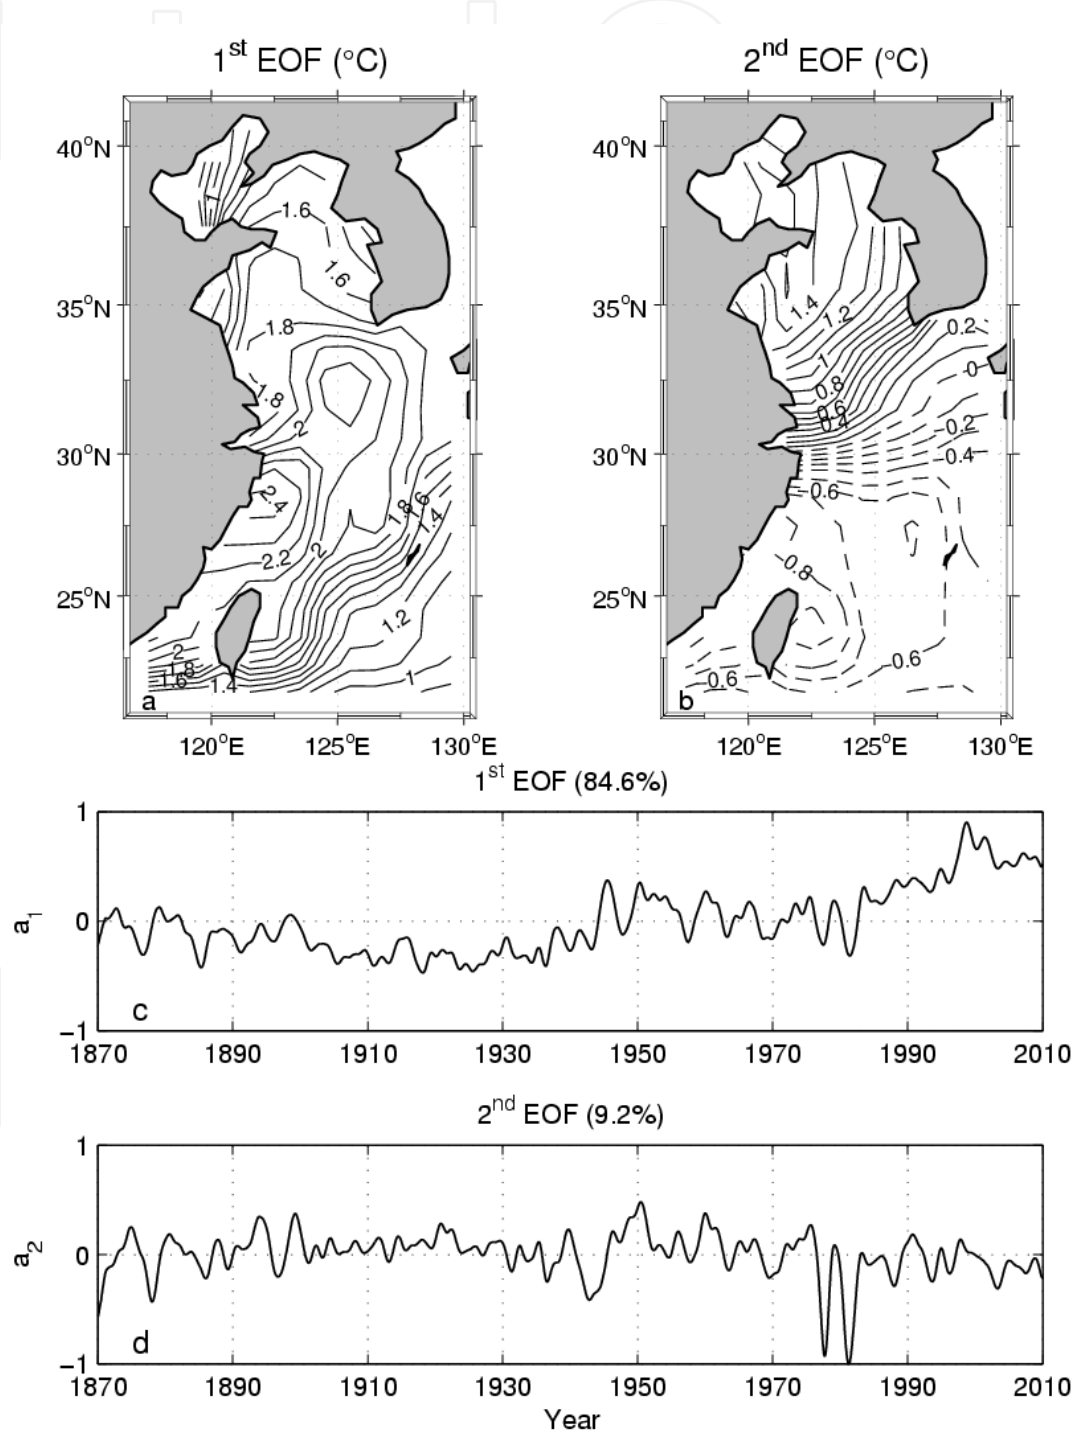 1st EOF (°C) 2nd EOF (°C)
40°N 40°N
1
1.6
1.6
35°N 35°N
1.4 1.2 0.2
1.8
1 0
1.8 0.8
0.6
2 0.4 -0.2
30°N 30°N
-0.4
2.4 1.8 1.6 -0.6
1.4
2.2 2 -0.8
25°N 25°N
1.2
2 -0.6
1.8
1.6 1.4 1 -0.6
a b
120°E 125°E 130°E 120°E 125°E 130°E
1st EOF (84.6%)
1
a1 0
c
−1
1870 1890 1910 1930 1950 1970 1990 2010
2nd EOF (9.2%)
1
a2 0
d
−1
1870 1890 1910 1930 1950 1970 1990 2010
Year